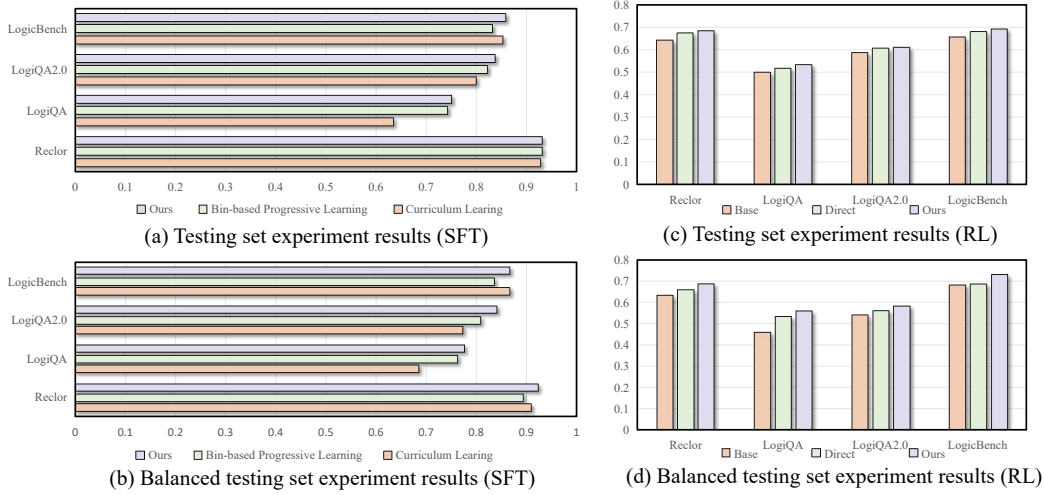 LogicBench
LogiQA2.0
LogiQA
Reclor
0 0.1 0.2 0.3 0.4 0.5 0.6 0.7 0.8 0.9 1
Ours Bin-based Progressive Learning Curriculum Learing
(a) Testing set experiment results (SFT)
LogicBench
LogiQA2.0
LogiQA
Reclor
0 0.1 0.2 0.3 0.4 0.5 0.6 0.7 0.8 0.9 1
Ours Bin-based Progressive Learning Curriculum Learing
(b) Balanced testing set experiment results (SFT)
0.8
0.7
0.6
0.5
0.4
0.3
0.2
0.1
0
Reclor LogiQA LogiQA2.0 LogicBench
Base Direct Ours
(c) Testing set experiment results (RL)
0.8
0.7
0.6
0.5
0.4
0.3
0.2
0.1
0
Reclor LogiQA LogiQA2.0 LogicBench
Base Direct Ours
(d) Balanced testing set experiment results (RL)